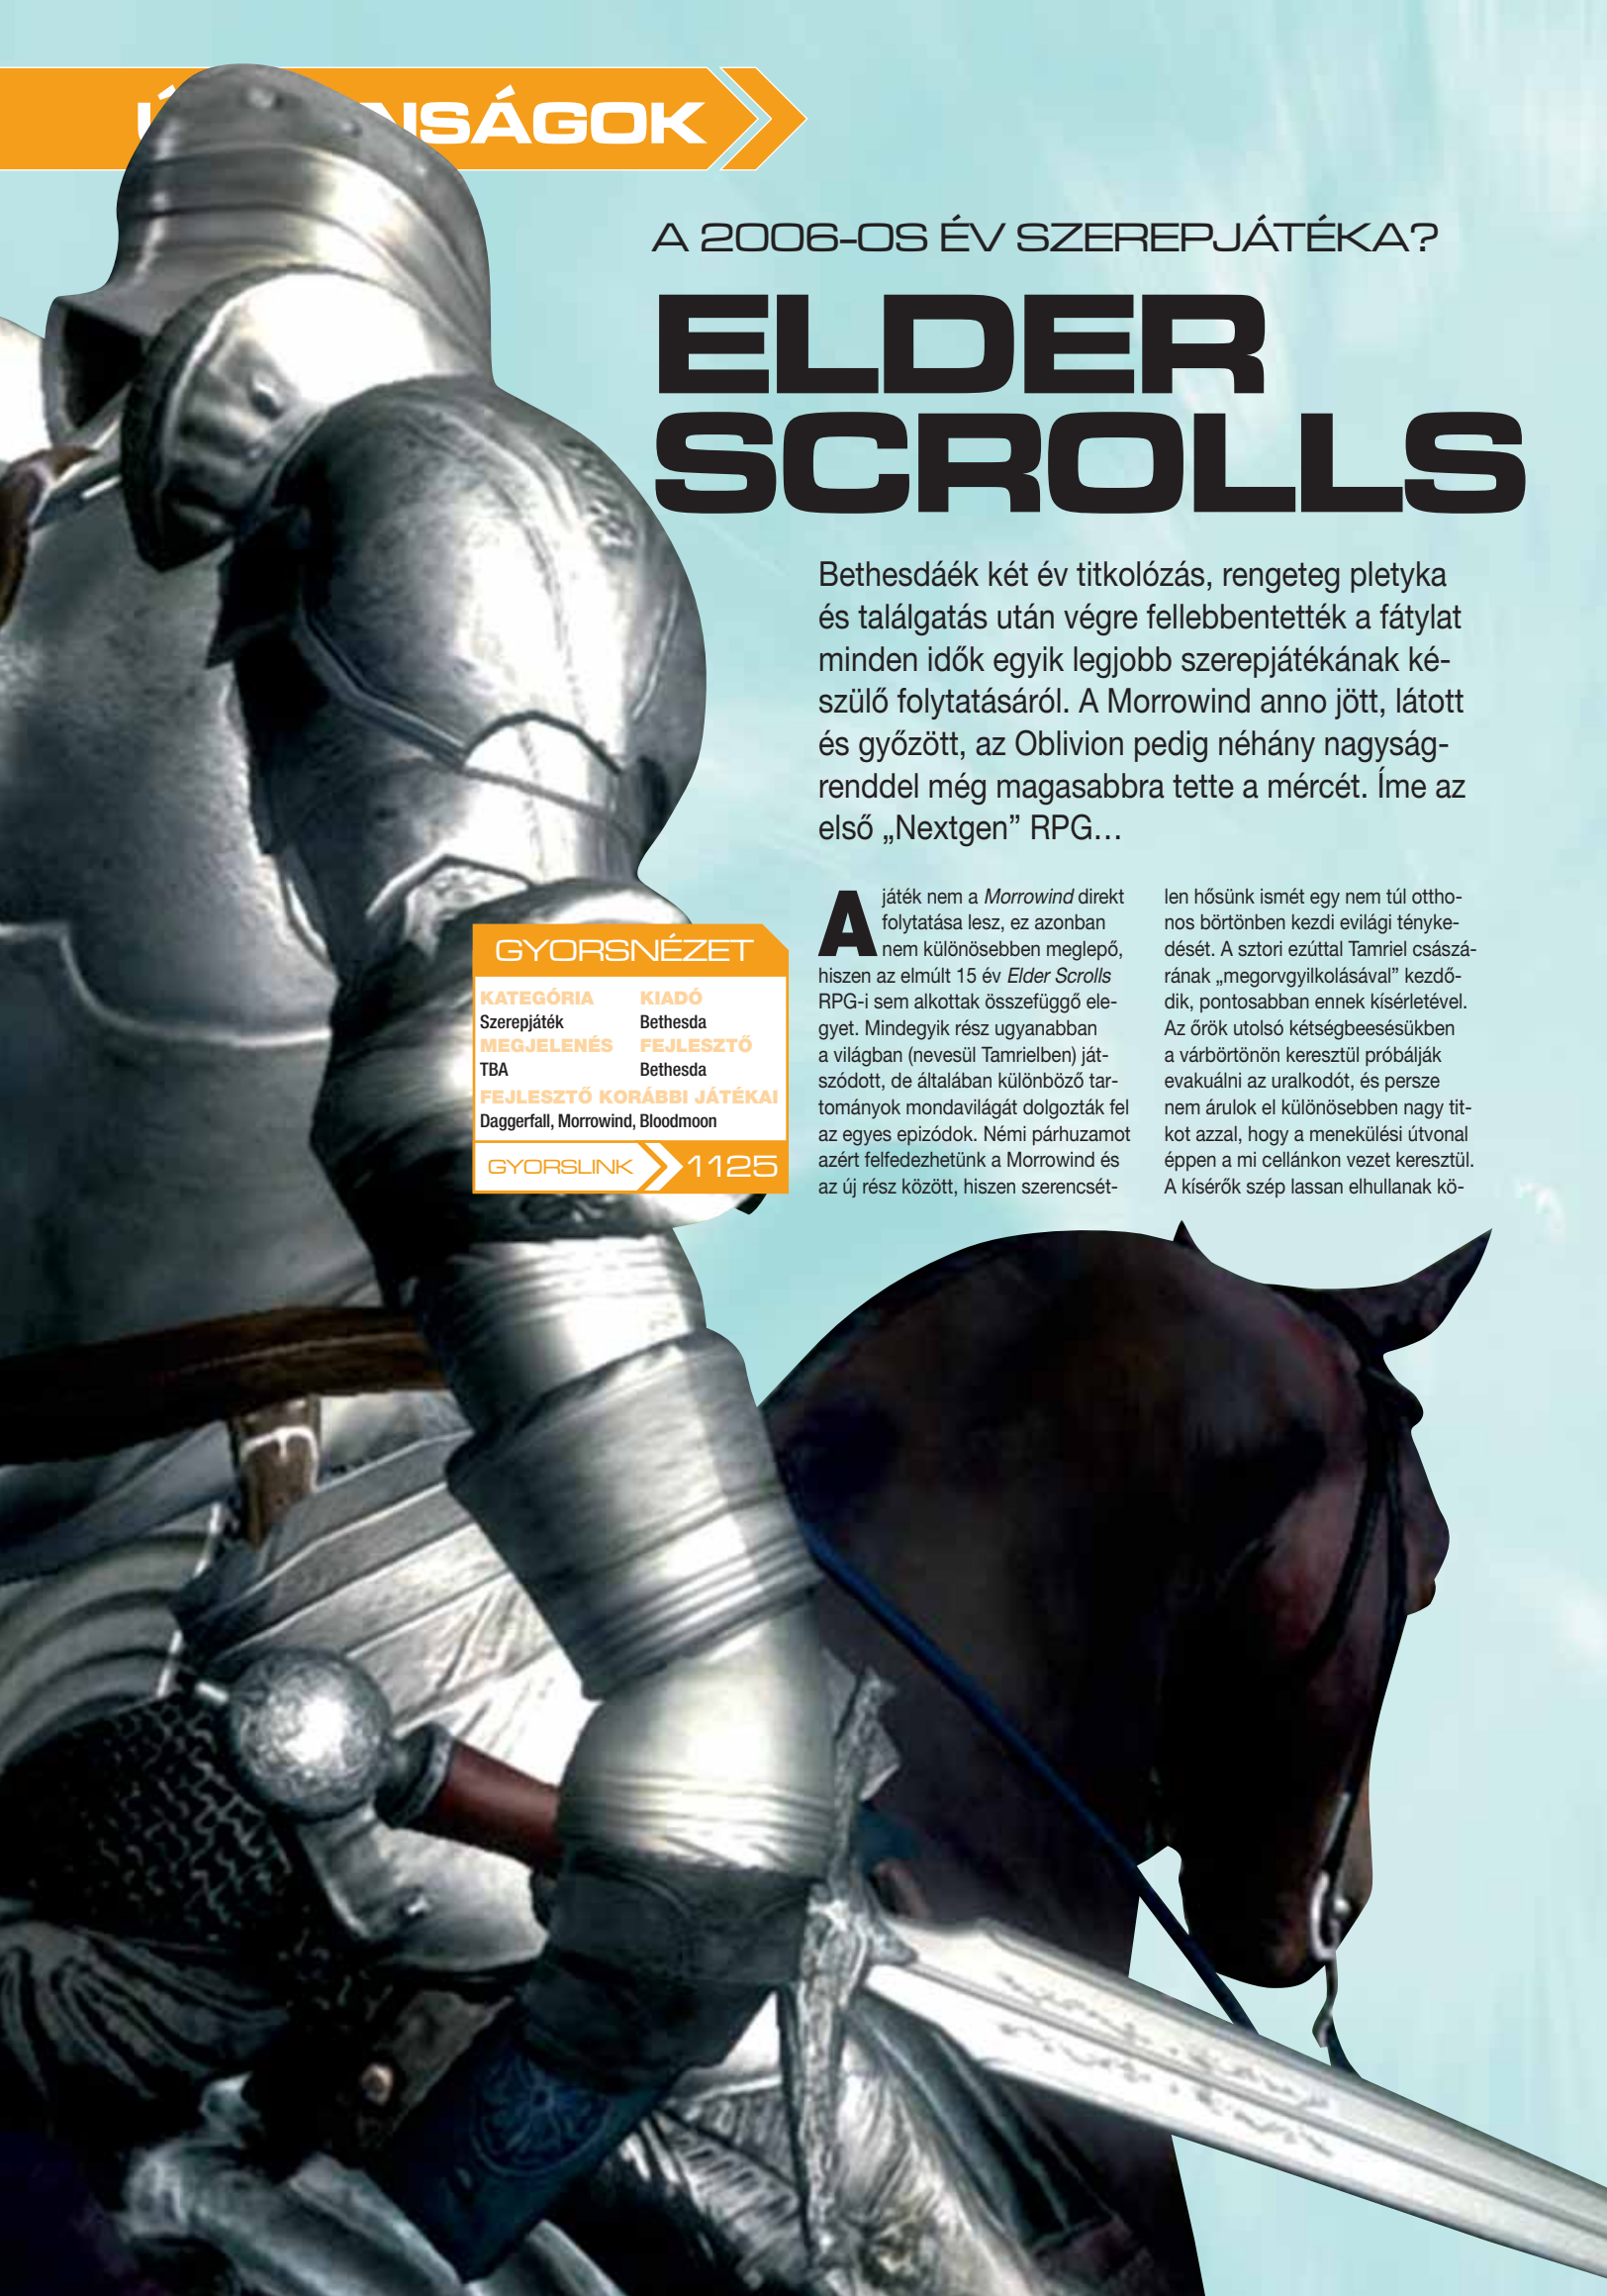 NSÁGOK
A 2006-OS ÉV SZEREPJÁTÉKA?
ELDER
SCROLLS
Bethesdáék két év titkolózás, rengeteg pletyka
és találgatás után végre fellebbentették a fátylat
minden idők egyik legjobb szerepjátékának ké-
szülő folytatásáról. A Morrowind anno jött, látott
és győzött, az Oblivion pedig néhány nagyság-
renddel még magasabbra tette a mércét. Íme az
első „Nextgen” RPG…
A játék nem a Morrowind direkt
folytatása lesz, ez azonban
nem különösebben meglepő,
hiszen az elmúlt 15 év Elder Scrolls
RPG-i sem alkottak összefüggő ele-
gyet. Mindegyik rész ugyanabban
a világban (nevesül Tamrielben) ját-
szódott, de általában különböző tar-
tományok mondavilágát dolgozták fel
az egyes epizódok. Némi párhuzamot
azért felfedezhetünk a Morrowind és
az új rész között, hiszen szerencsét-
len hősünk ismét egy nem túl ottho-
nos börtönben kezdi evilági tényke-
dését. A sztori ezúttal Tamriel császá-
rának „megorvgyilkolásával” kezdő-
dik, pontosabban ennek kísérletével.
Az őrök utolsó kétségbeesésükben
a várbörtönön keresztül próbálják
evakuálni az uralkodót, és persze
nem árulok el különösebben nagy tit-
kot azzal, hogy a menekülési útvonal
éppen a mi cellánkon vezet keresztül.
A kísérők szép lassan elhullanak kö-
GYORSNÉZET
KATEGÓRIA KIADÓ
Szerepjáték Bethesda
MEGJELENÉS FEJLESZTŐ
TBA Bethesda
FEJLESZTŐ KORÁBBI JÁTÉKAI
Daggerfall, Morrowind, Bloodmoon
GYORSLINK 1125